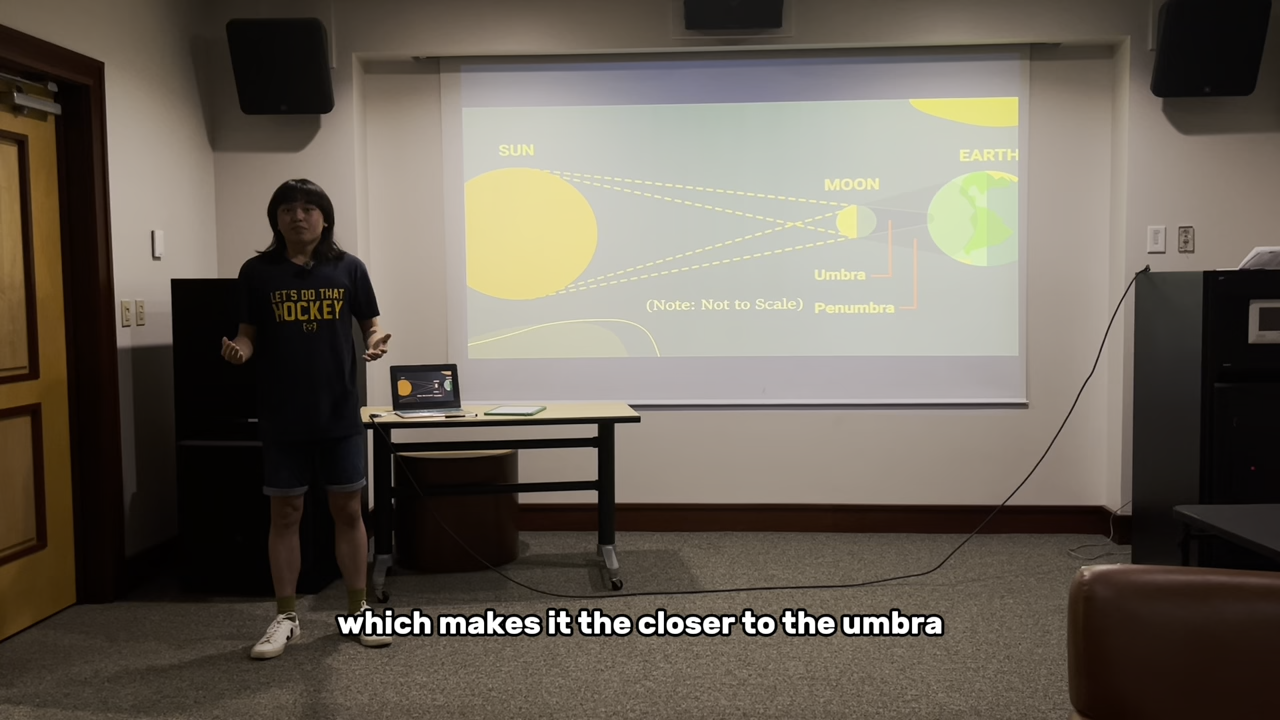 SUN
MOON
EARTH
Umbra
(Note: Not to Scale)
Penumbra
LET'S DO THAT
HOCKEY
which makes it the closer to the umbra